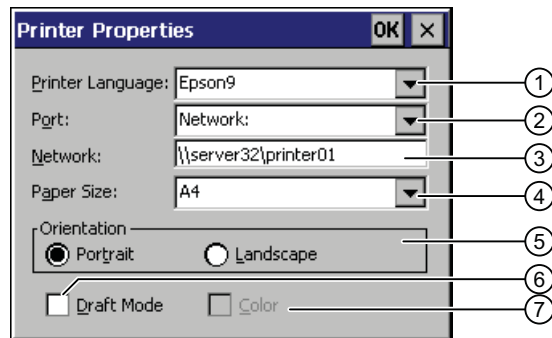 Printer Properties OK ×
Printer Language: Epson9 1
Port: Network: 2
Network: \\server32\printer01 3
Paper Size: A4 4
Orientation 5
Portrait Landscape
6
Draft Mode Color 7